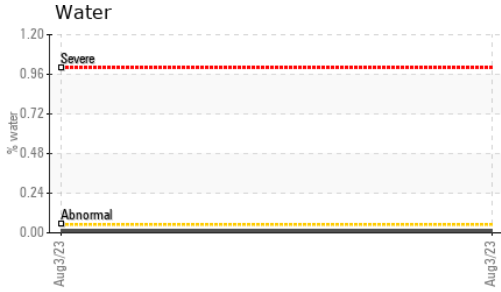 Water
1.20
Severe
0.96
0.72
% water
0.48
0.24
Abnormal
0.00
Aug3/23
Aug3/23